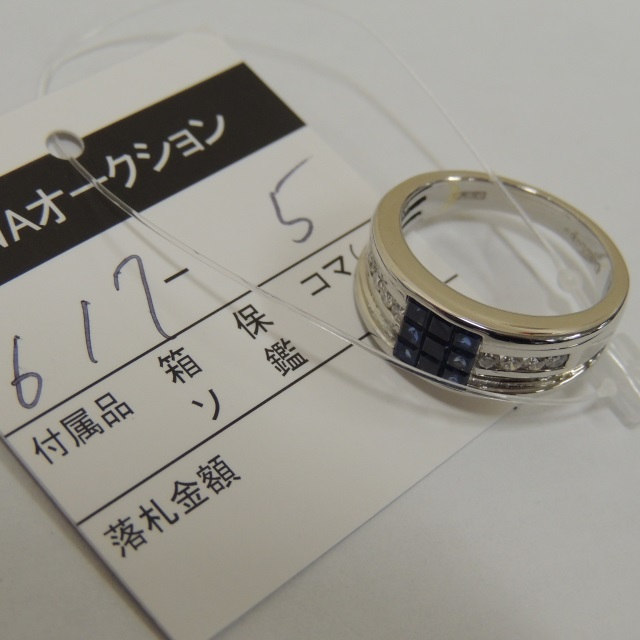 NAオークション
617-5
付属品 箱 保 コマ
ソ 鑑
落札金額